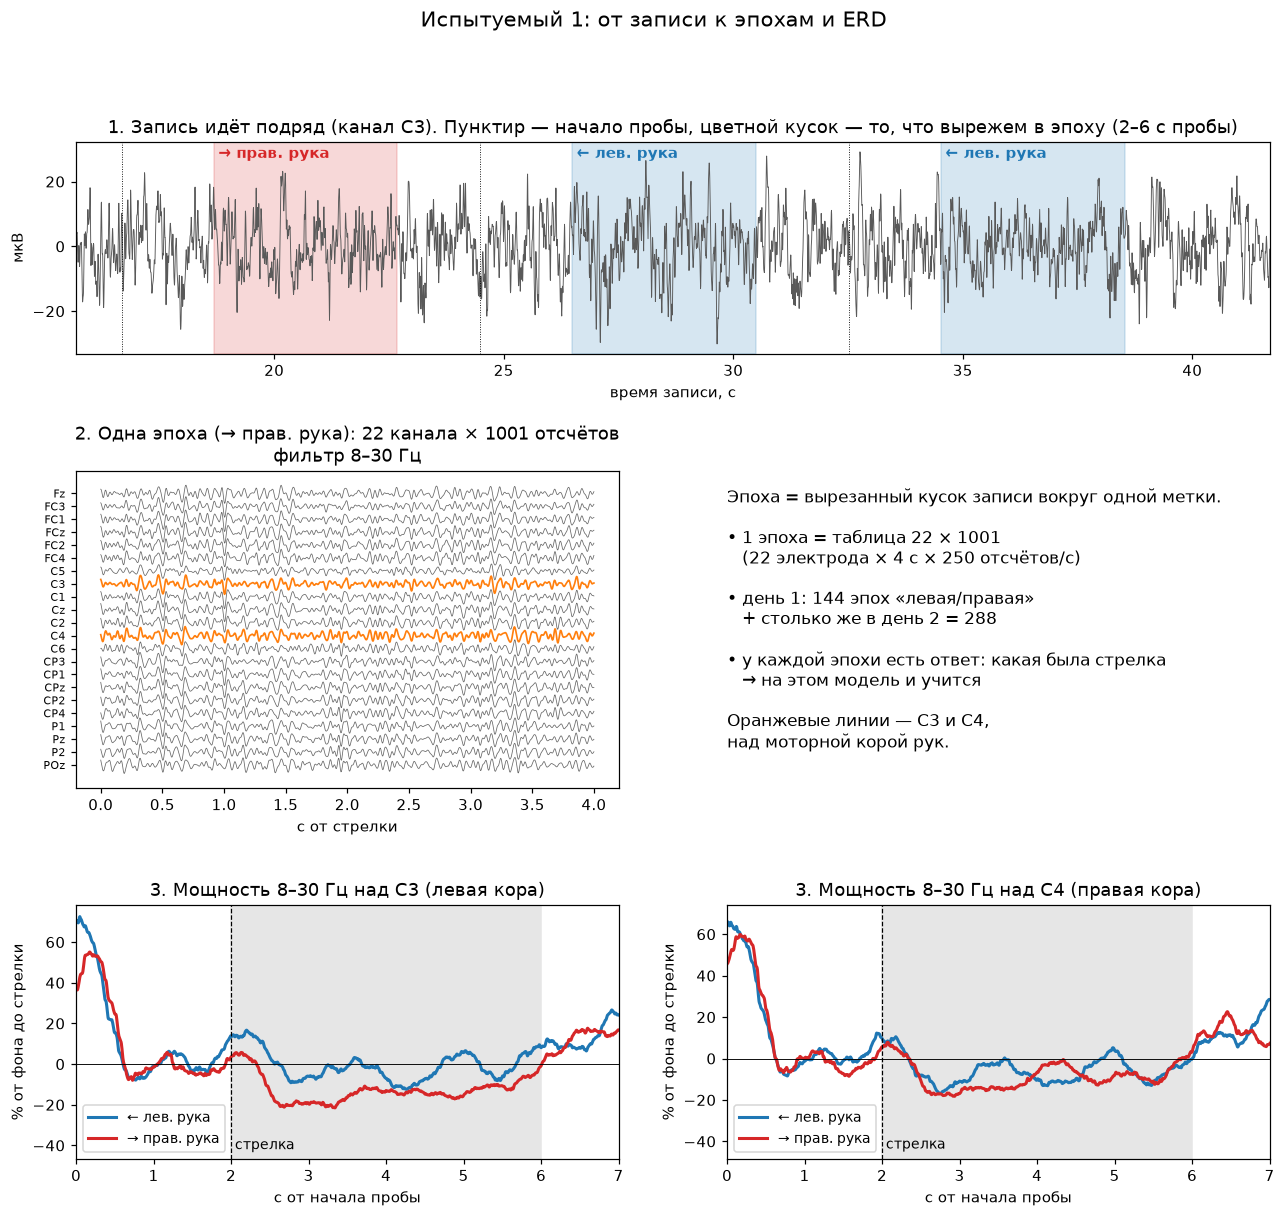 Испытуемый 1: от записи к эпохам и ERD
1. Запись идёт подряд (канал C3). Пунктир — начало пробы, цветной кусок — то, что вырежем в эпоху (2–6 с пробы)
→ прав. рука
← лев. рука
← лев. рука
мкВ
20
0
−20
20
25
30
35
40
время записи, с
2. Одна эпоха (→ прав. рука): 22 канала × 1001 отсчётов
фильтр 8–30 Гц
Fz
FC3
FC1
FCz
FC2
FC4
C5
C3
C1
Cz
C2
C4
C6
CP3
CP1
CPz
CP2
CP4
P1
Pz
P2
POz
0.0
0.5
1.0
1.5
2.0
2.5
3.0
3.5
4.0
с от стрелки
Эпоха = вырезанный кусок записи вокруг одной метки.
• 1 эпоха = таблица 22 × 1001
(22 электрода × 4 с × 250 отсчётов/с)
• день 1: 144 эпох «левая/правая»
+ столько же в день 2 = 288
• у каждой эпохи есть ответ: какая была стрелка
→ на этом модель и учится
Оранжевые линии — C3 и C4,
над моторной корой рук.
3. Мощность 8–30 Гц над C3 (левая кора)
% от фона до стрелки
60
40
20
0
−20
−40
← лев. рука
→ прав. рука
стрелка
0
1
2
3
4
5
6
7
с от начала пробы
3. Мощность 8–30 Гц над C4 (правая кора)
% от фона до стрелки
60
40
20
0
−20
−40
← лев. рука
→ прав. рука
стрелка
0
1
2
3
4
5
6
7
с от начала пробы